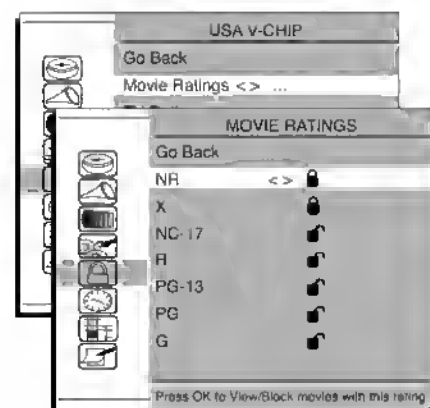 USA V-CHIP
Go Back
Movie Ratings <> ...
MOVIE RATINGS
Go Back
NR <>
X
NC-17
R
PG-13
PG
G
Press OK to View/Block movies with this rating